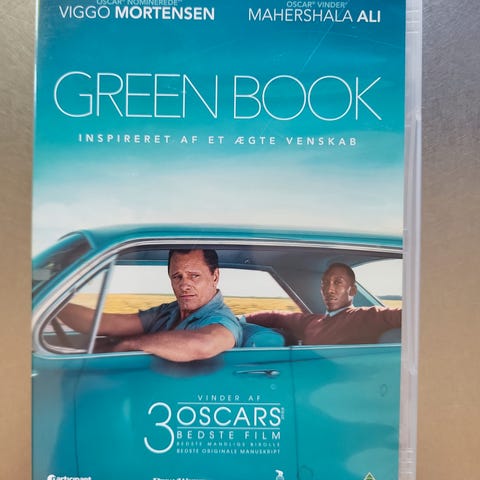 OSCAR® NOMINEREDE
OSCAR® VINDER
VIGGO MORTENSEN
MAHERSHALA ALI
GREEN BOOK
INSPIRERET AF ET ÆGTE VENSKAB
VINDER AF
3 OSCARS
BEDSTE FILM
BEDSTE MANDLIGE BIROLLE
BEDSTE ORIGINALE MANUSKRIPT
participant